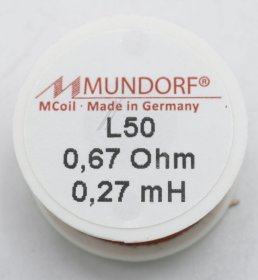 MUNDORF®
MCoil · Made in Germany
L50
0,67 Ohm
0,27 mH